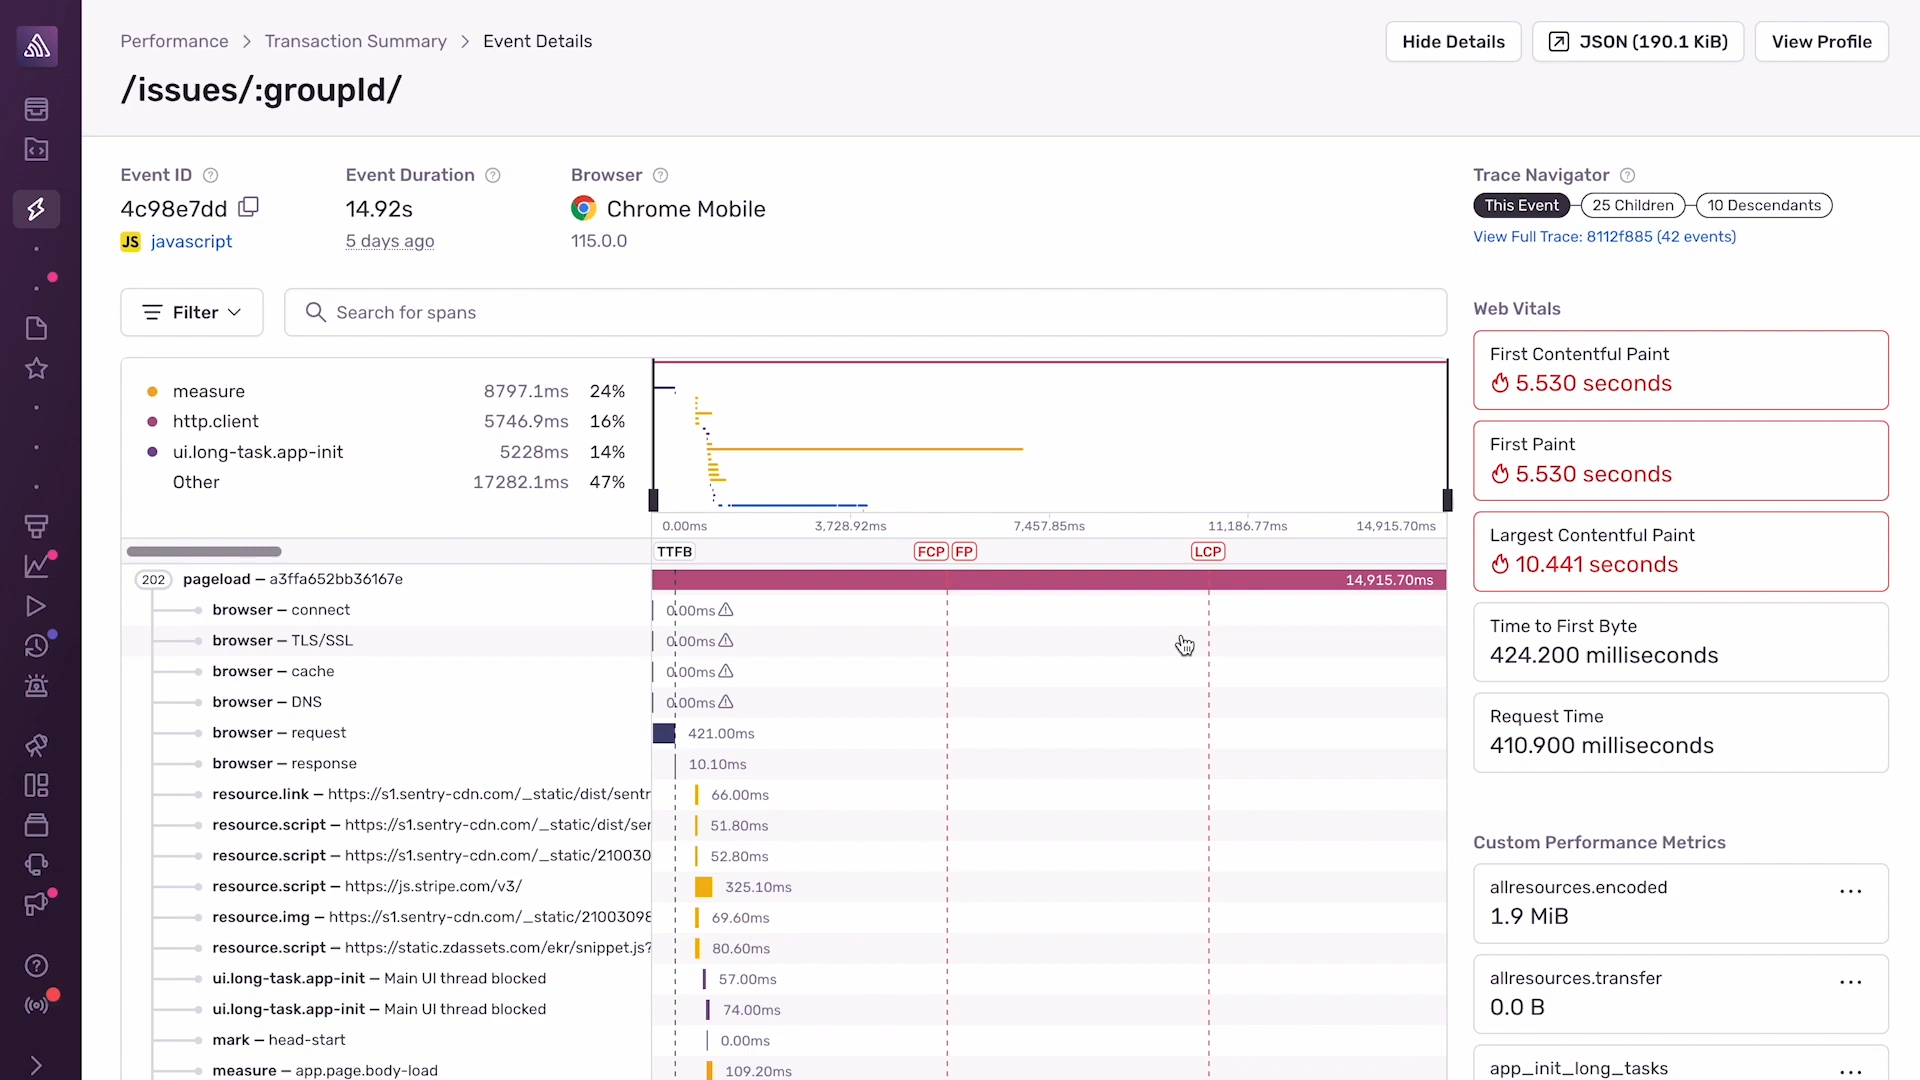 Performance > Transaction Summary > Event Details
Hide Details
JSON (190.1 KiB)
View Profile
/issues/:groupId/
Event ID
Event Duration
Browser
4c98e7dd
14.92s
Chrome Mobile
JS javascript
5 days ago
115.0.0
Trace Navigator
This Event
25 Children
10 Descendants
View Full Trace: 8112f885 (42 events)
Filter
Search for spans
measure 8797.1ms 24%
http.client 5746.9ms 16%
ui.long-task.app-init 5228ms 14%
Other 17282.1ms 47%
0.00ms 3,728.92ms 7,457.85ms 11,186.77ms 14,915.70ms
TTFB FCP FP LCP
202 pageload — a3ffa652bb36167e 14,915.70ms
browser — connect 0.00ms
browser — TLS/SSL 0.00ms
browser — cache 0.00ms
browser — DNS 0.00ms
browser — request 421.00ms
browser — response 10.10ms
resource.link — https://s1.sentry-cdn.com/_static/dist/sentr 66.00ms
resource.script — https://s1.sentry-cdn.com/_static/dist/ser 51.80ms
resource.script — https://s1.sentry-cdn.com/_static/210030 52.80ms
resource.script — https://js.stripe.com/v3/ 325.10ms
resource.img — https://s1.sentry-cdn.com/_static/21003098 69.60ms
resource.script — https://static.zdassets.com/ekr/snippet.js? 80.60ms
ui.long-task.app-init — Main UI thread blocked 57.00ms
ui.long-task.app-init — Main UI thread blocked 74.00ms
mark — head-start 0.00ms
measure — app.page.body-load 109.20ms
Web Vitals
First Contentful Paint
5.530 seconds
First Paint
5.530 seconds
Largest Contentful Paint
10.441 seconds
Time to First Byte
424.200 milliseconds
Request Time
410.900 milliseconds
Custom Performance Metrics
allresources.encoded
1.9 MiB
allresources.transfer
0.0 B
app_init_long_tasks